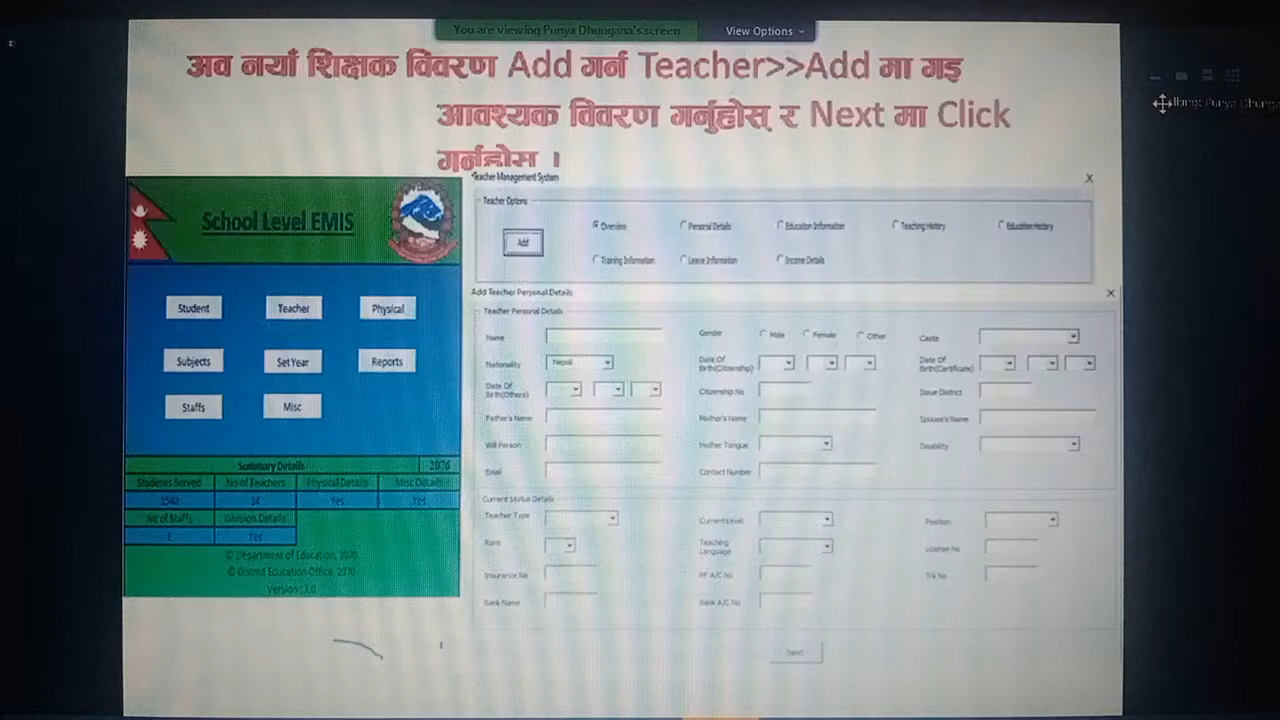 You are viewing Punya Dhungana's screen View Options
अव नयाँ शिक्षक विवरण Add गर्न Teacher>>Add मा गइ
आवश्यक विवरण गर्नुहोस् र Next मा Click
गर्नुहोस् ।
Teacher Management System
X
School Level EMIS
Teacher Options
Add
Overview Personal Details Education Information Teaching History Education History
Training Information Leave Information Income Details
Add Teacher Personal Details
Teacher Personal Details
Student Teacher Physical
Subjects Set Year Reports
Staffs Misc
Name Gender Male Female Other Caste
Nationality Nepal Date Of Birth(Citizenship) Date Of Birth(Certificate)
Date Of Birth(Others) Citizenship No Issue District
Father's Name Mother's Name Spouse's Name
Will Person Mother Tongue Disability
Email Contact Number
Summary Details 2076
Students Served No of Teachers Physical Details Misc Details
14 Yes Yes
No of Staffs Division Details
1 Yes
© Department of Education, 2070
© District Education Office, 2070
Version :3.0
Current Status Details
Teacher Type Current Level Position
Rank Teaching Language License No
Insurance No PF A/C No Trk No
Bank Name Bank A/C No
Next